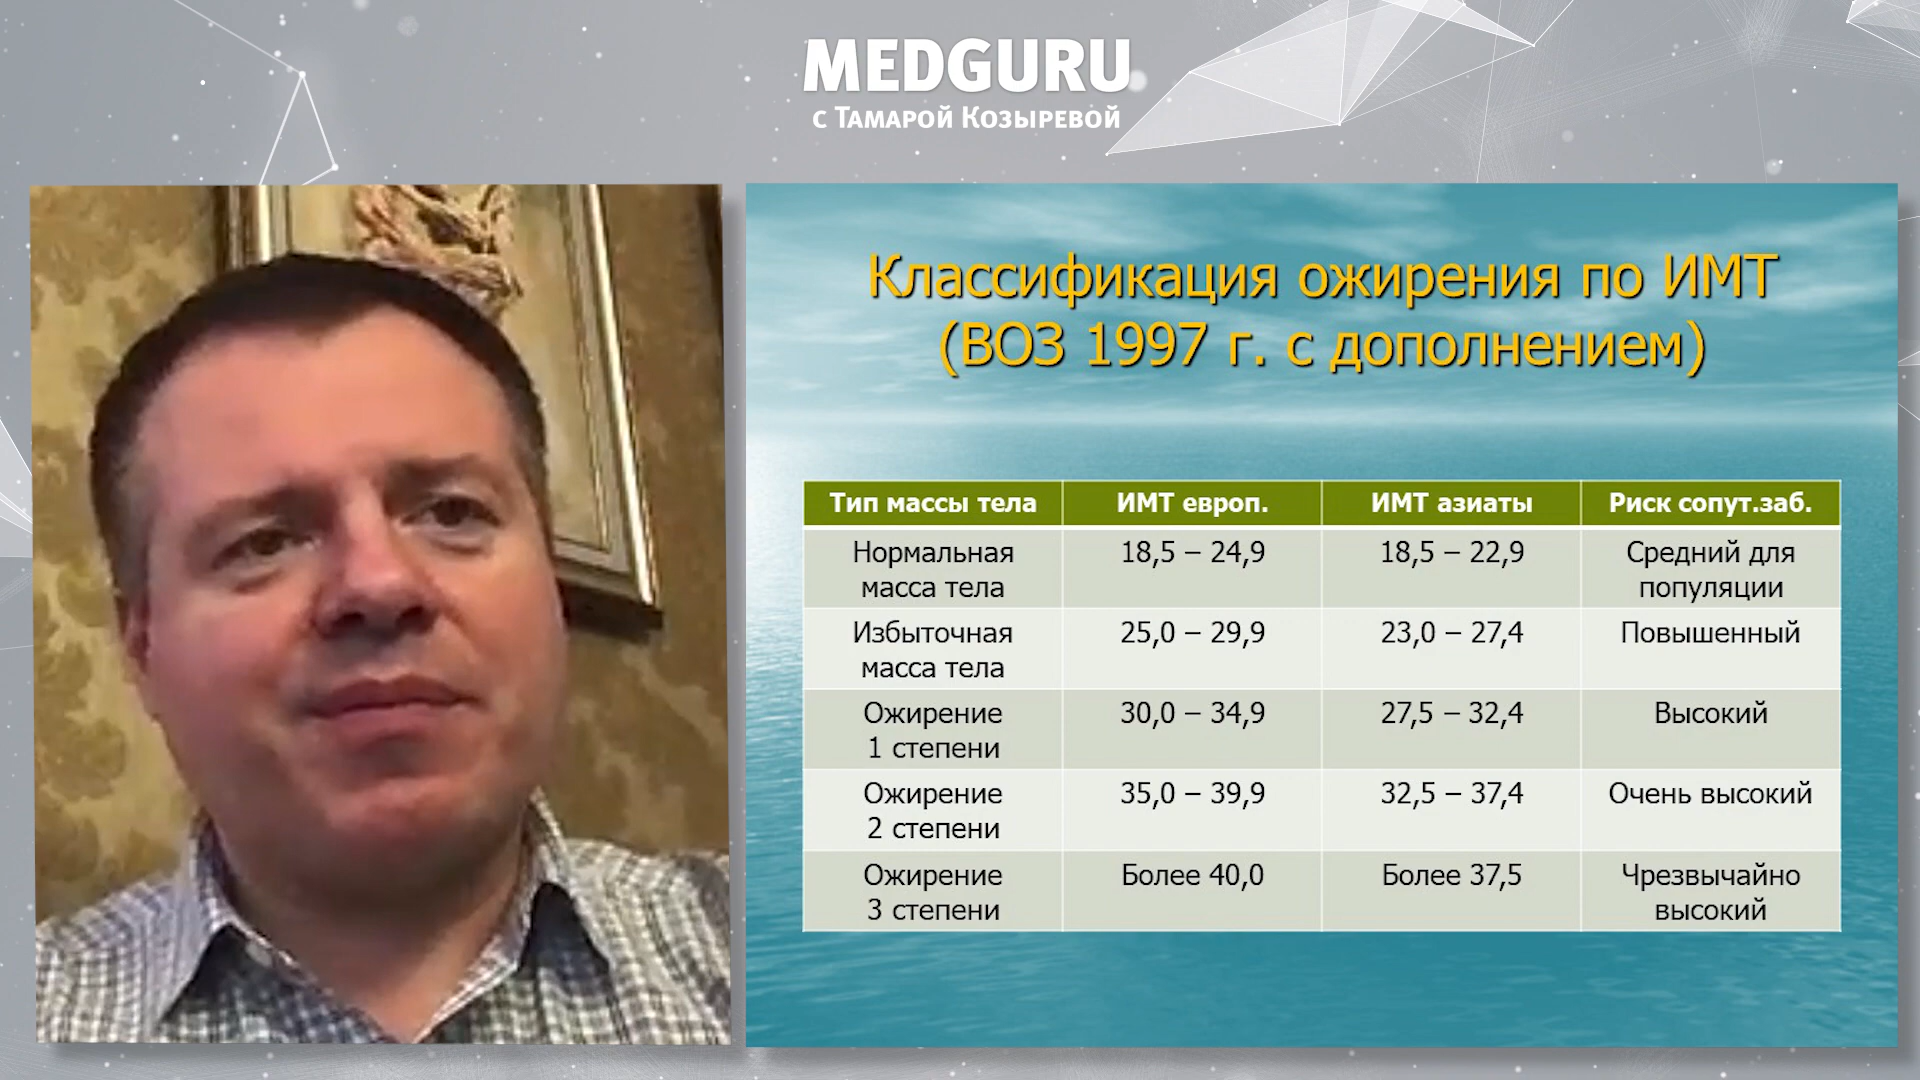 MEDGURU
с Тамарой Козыревой
Классификация ожирения по ИМТ
(ВОЗ 1997 г. с дополнением)
Тип массы тела ИМТ европ. ИМТ азиаты Риск сопут.заб.
Нормальная 18,5 – 24,9 18,5 – 22,9 Средний для
масса тела популяции
Избыточная 25,0 – 29,9 23,0 – 27,4 Повышенный
масса тела
Ожирение 30,0 – 34,9 27,5 – 32,4 Высокий
1 степени
Ожирение 35,0 – 39,9 32,5 – 37,4 Очень высокий
2 степени
Ожирение Более 40,0 Более 37,5 Чрезвычайно
3 степени высокий